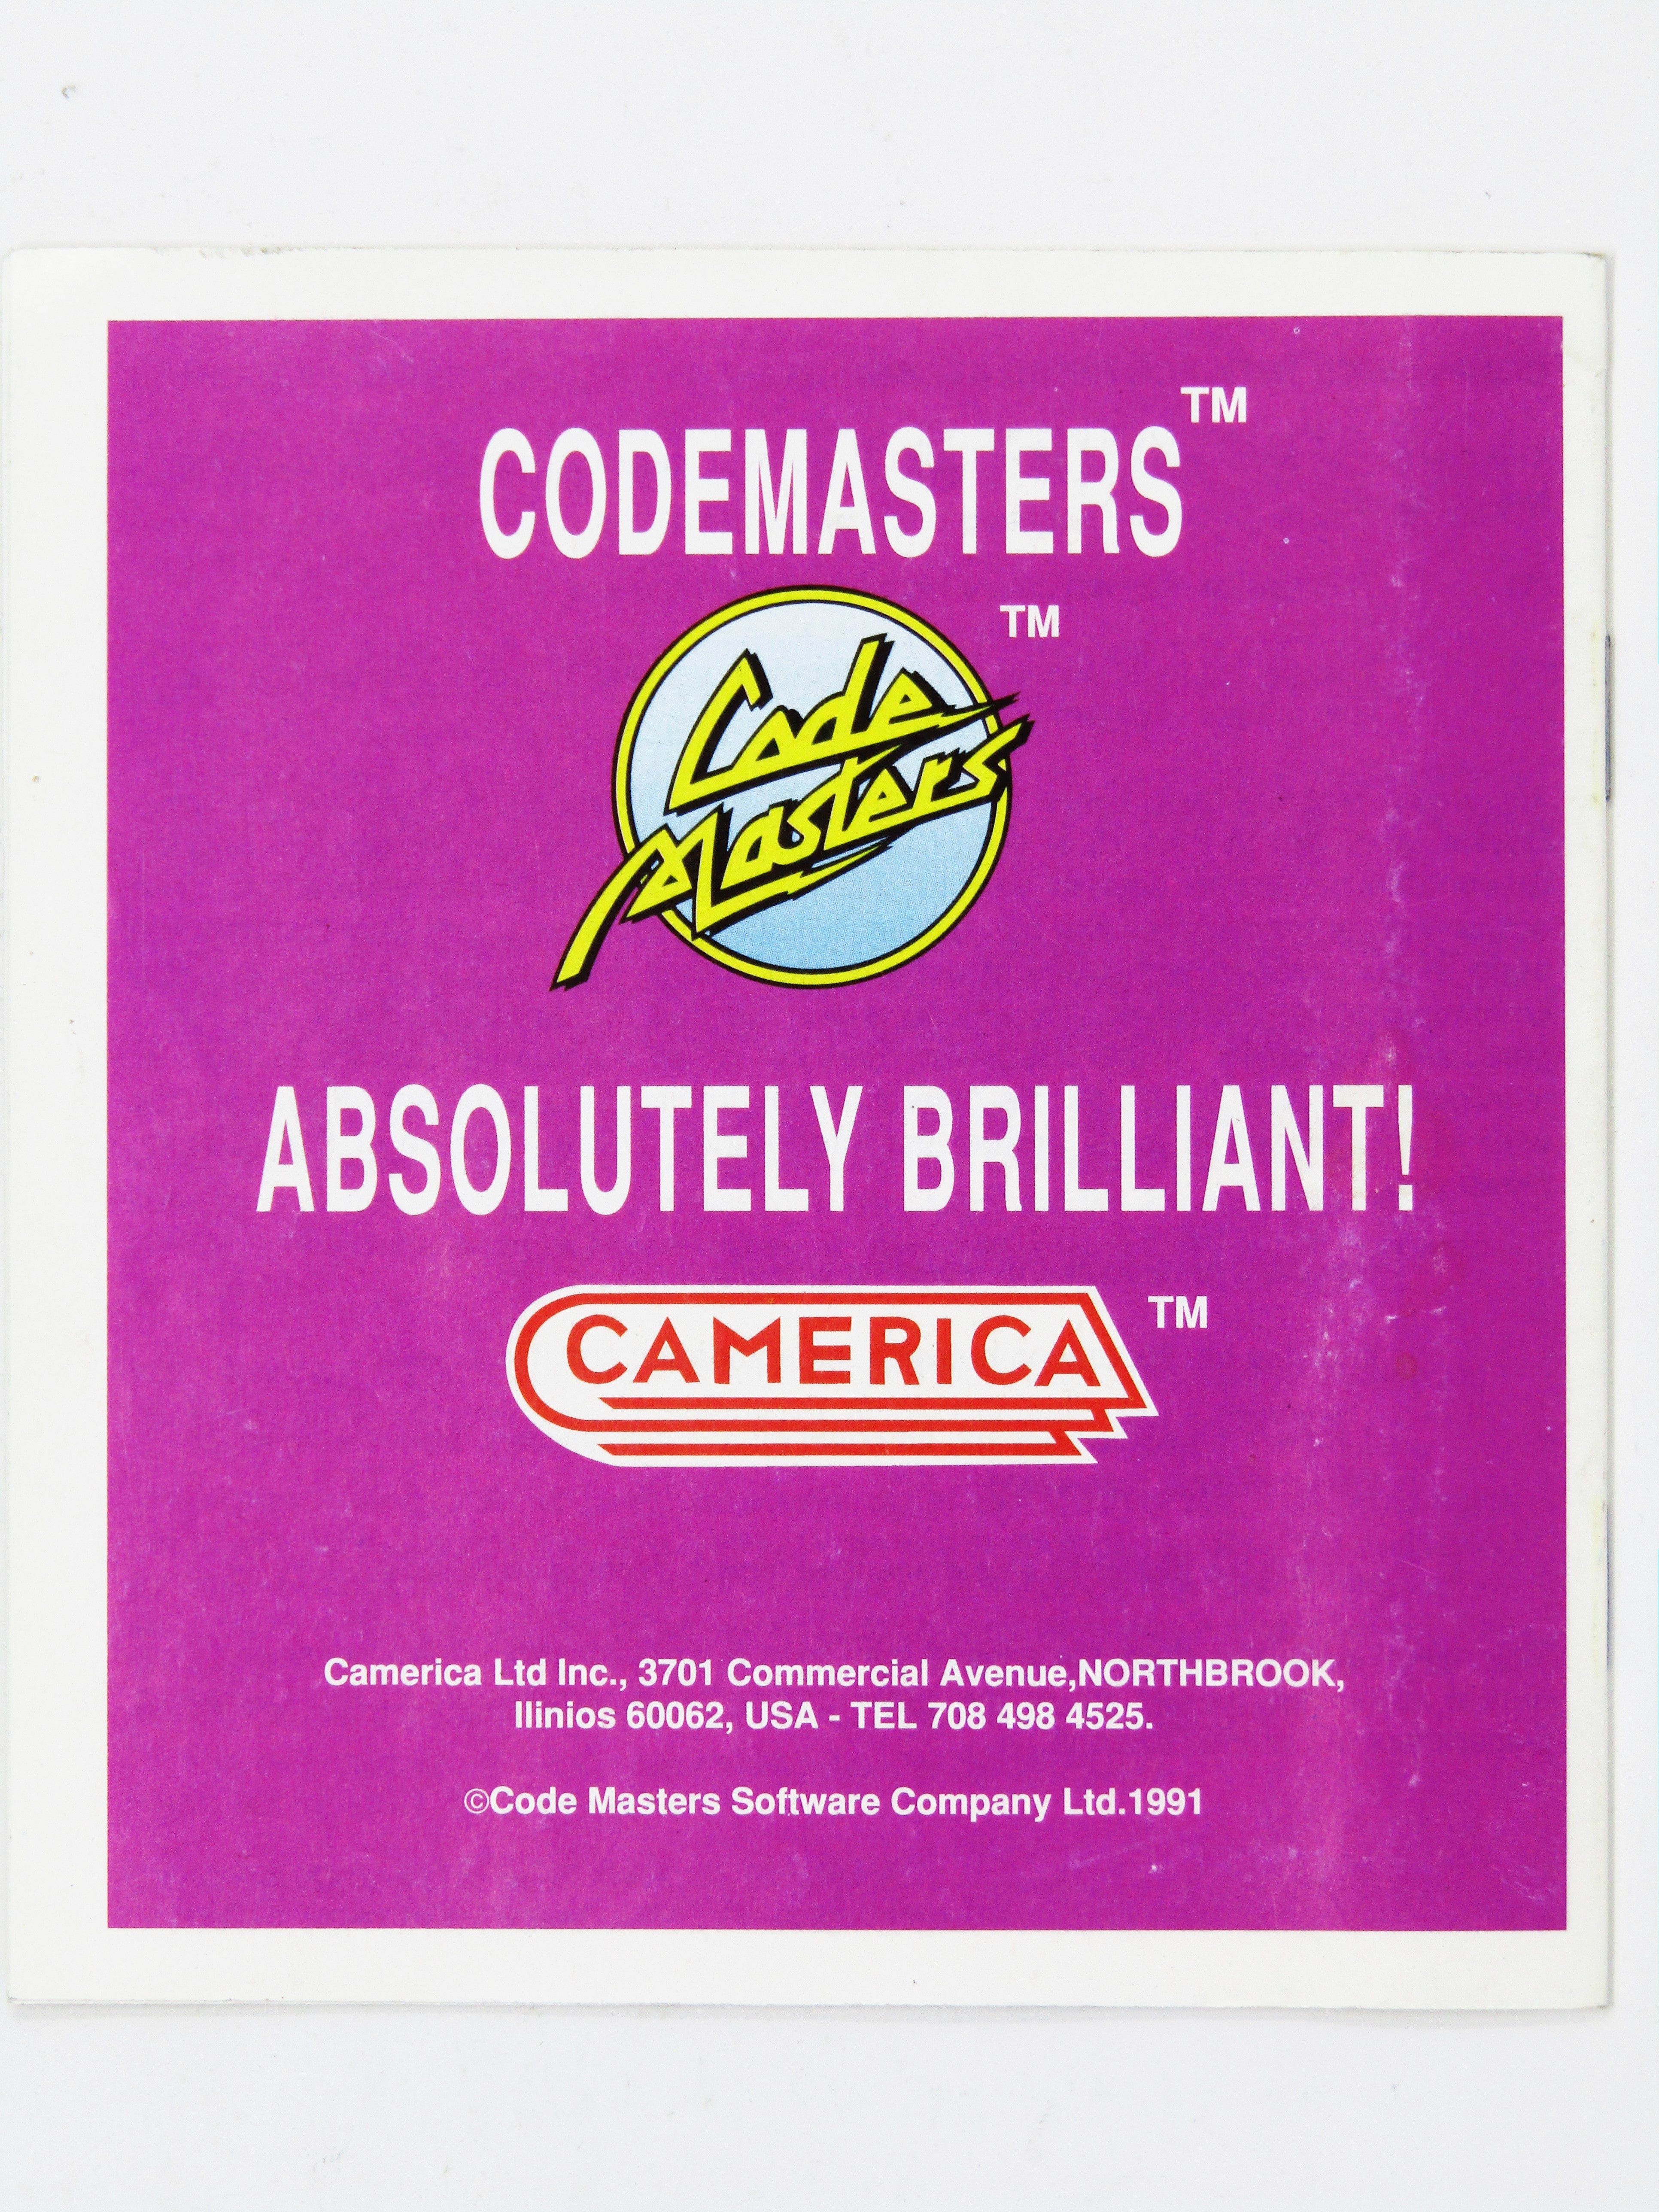 CODEMASTERS™
Code ™
Masters
ABSOLUTELY BRILLIANT!
CAMERICA ™
Camerica Ltd Inc., 3701 Commercial Avenue,NORTHBROOK,
Ilinios 60062, USA - TEL 708 498 4525.
©Code Masters Software Company Ltd.1991